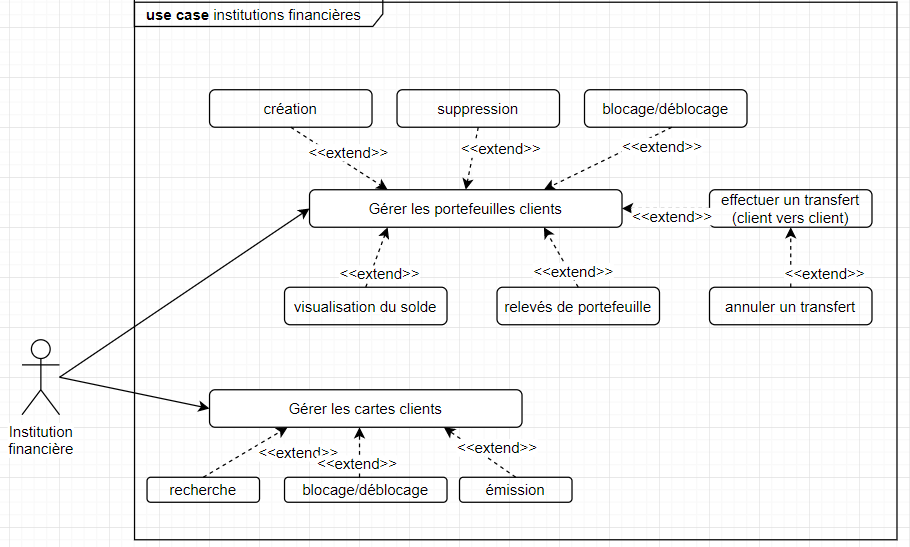 use case institutions financières
création
suppression
blocage/déblocage
<<extend>>
<<extend>>
<<extend>>
Gérer les portefeuilles clients
effectuer un transfert
(client vers client)
<<extend>>
<<extend>>
<<extend>>
<<extend>>
visualisation du solde
relevés de portefeuille
annuler un transfert
Institution
financière
Gérer les cartes clients
<<extend>>
<<extend>>
<<extend>>
recherche
blocage/déblocage
émission